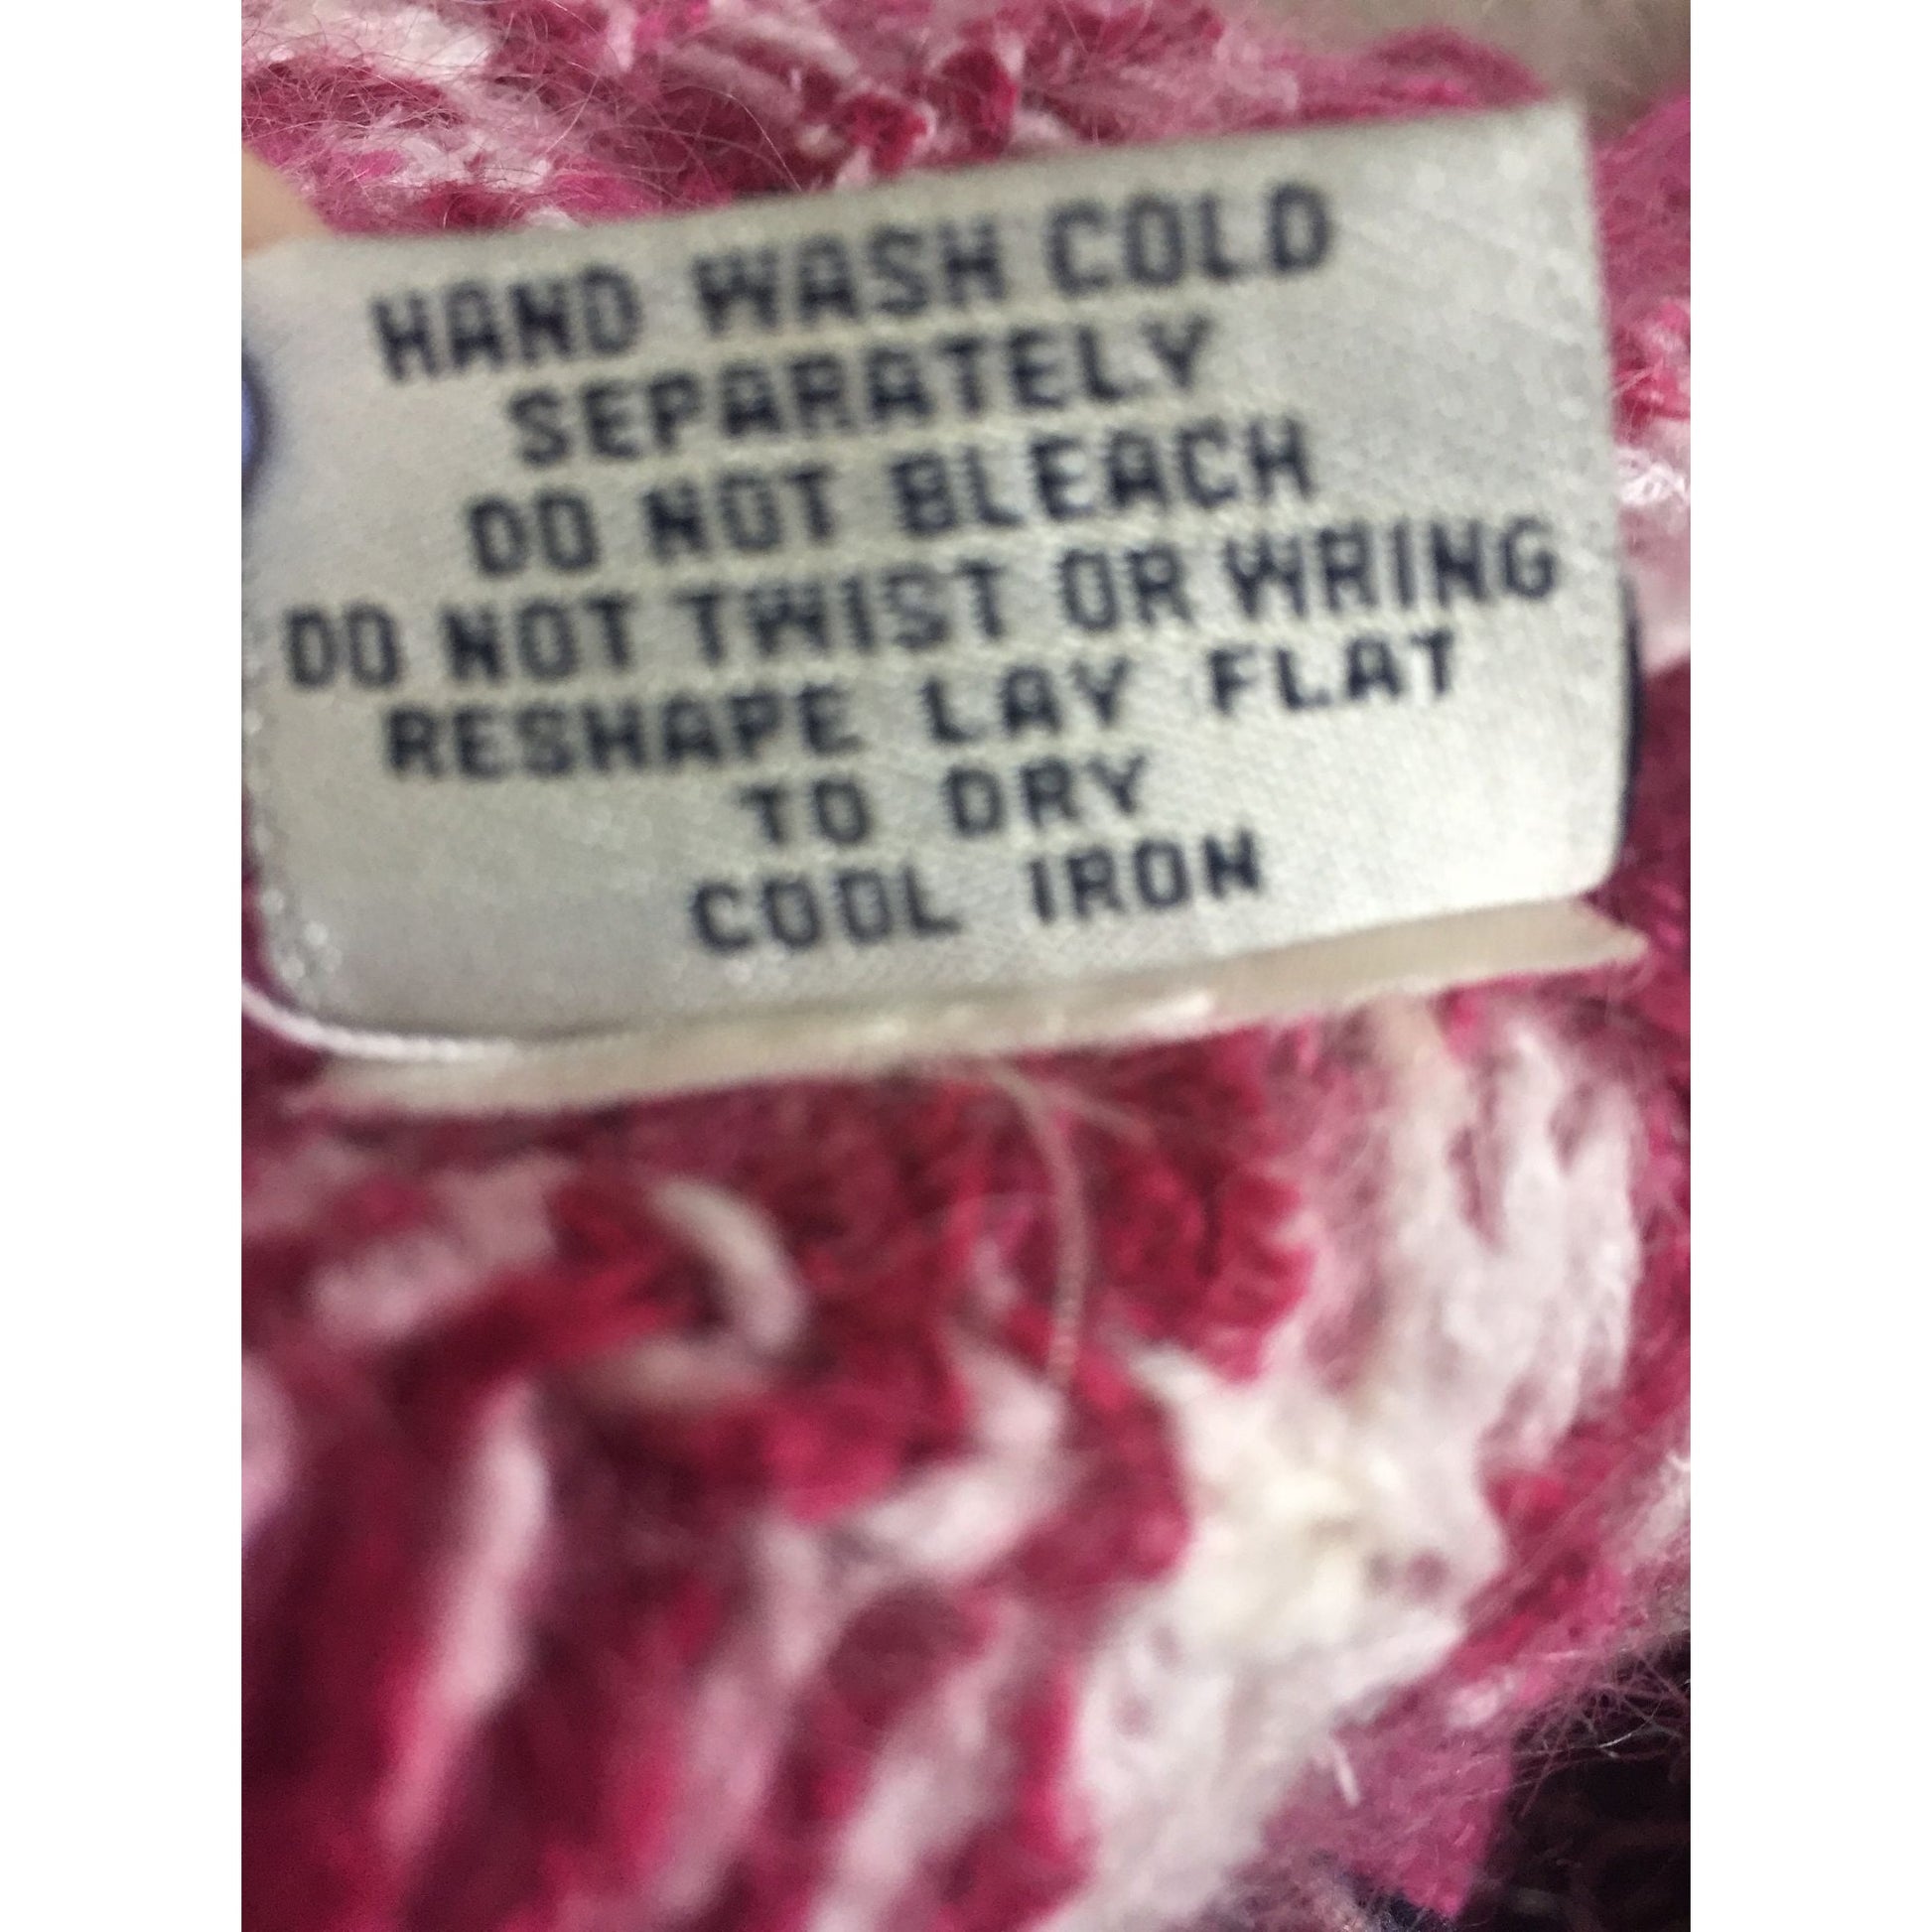 HAND WASH COLD
SEPARATELY
DO NOT BLEACH
DO NOT TWIST OR WRING
RESHAPE LAY FLAT
TO DRY
COOL IRON